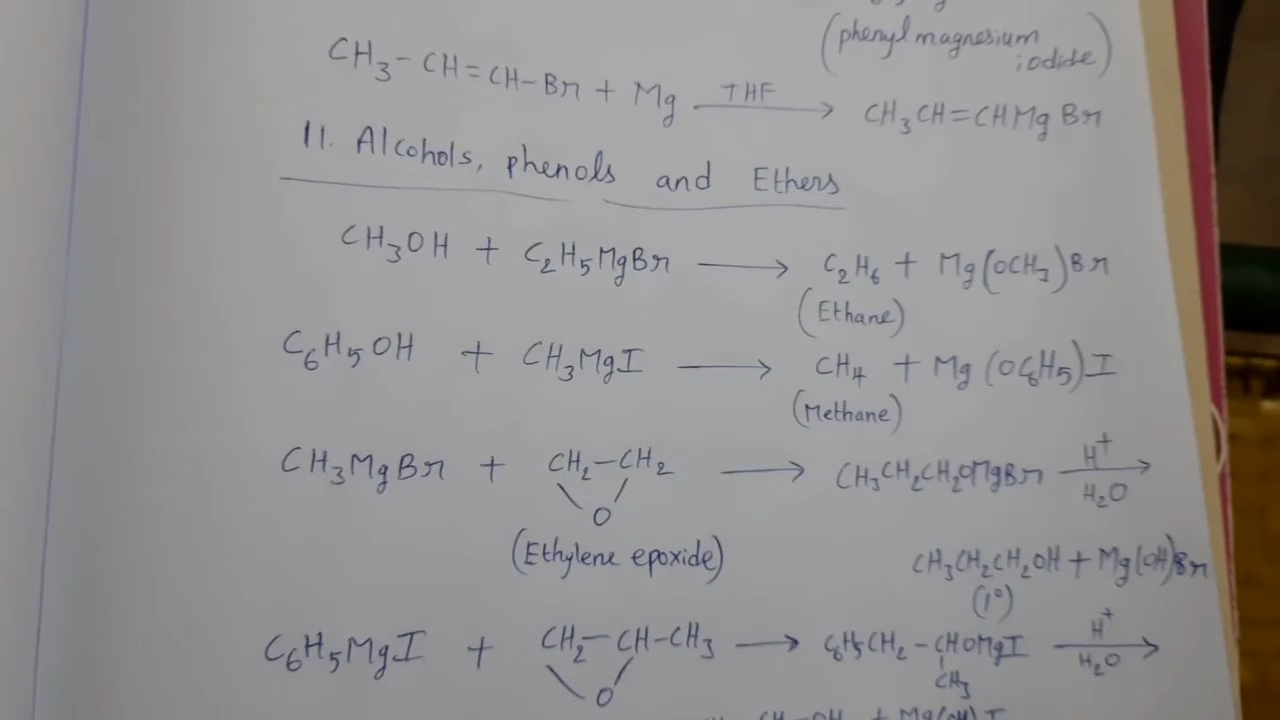 (phenyl magnesium
iodide)
CH3-CH=CH-Br + Mg THF → CH3CH=CHMgBr
11. Alcohols, phenols and Ethers
CH3OH + C2H5MgBr → C2H6 + Mg(OCH3)Br
(Ethane)
C6H5OH + CH3MgI → CH4 + Mg(OC6H5)I
(Methane)
CH3MgBr + CH2-CH2 → CH3CH2CH2OMgBr H+ →
O H2O
(Ethylene epoxide)
CH3CH2CH2OH + Mg(OH)Br
(1°)
C6H5MgI + CH2-CH-CH3 → C6H5CH2-CHOMgI H+ →
O CH3 H2O